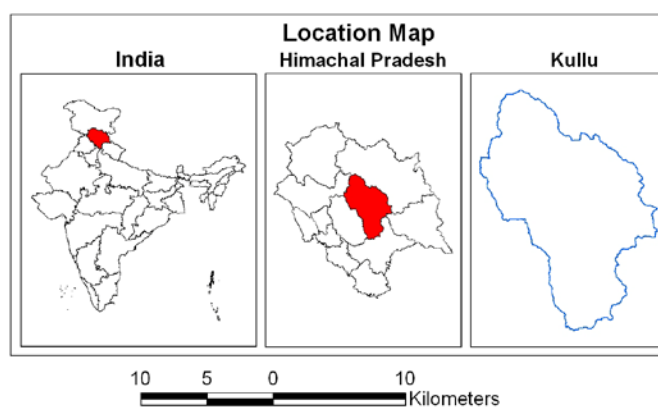 Location Map
India
Himachal Pradesh
Kullu
10 5 0 10
Kilometers